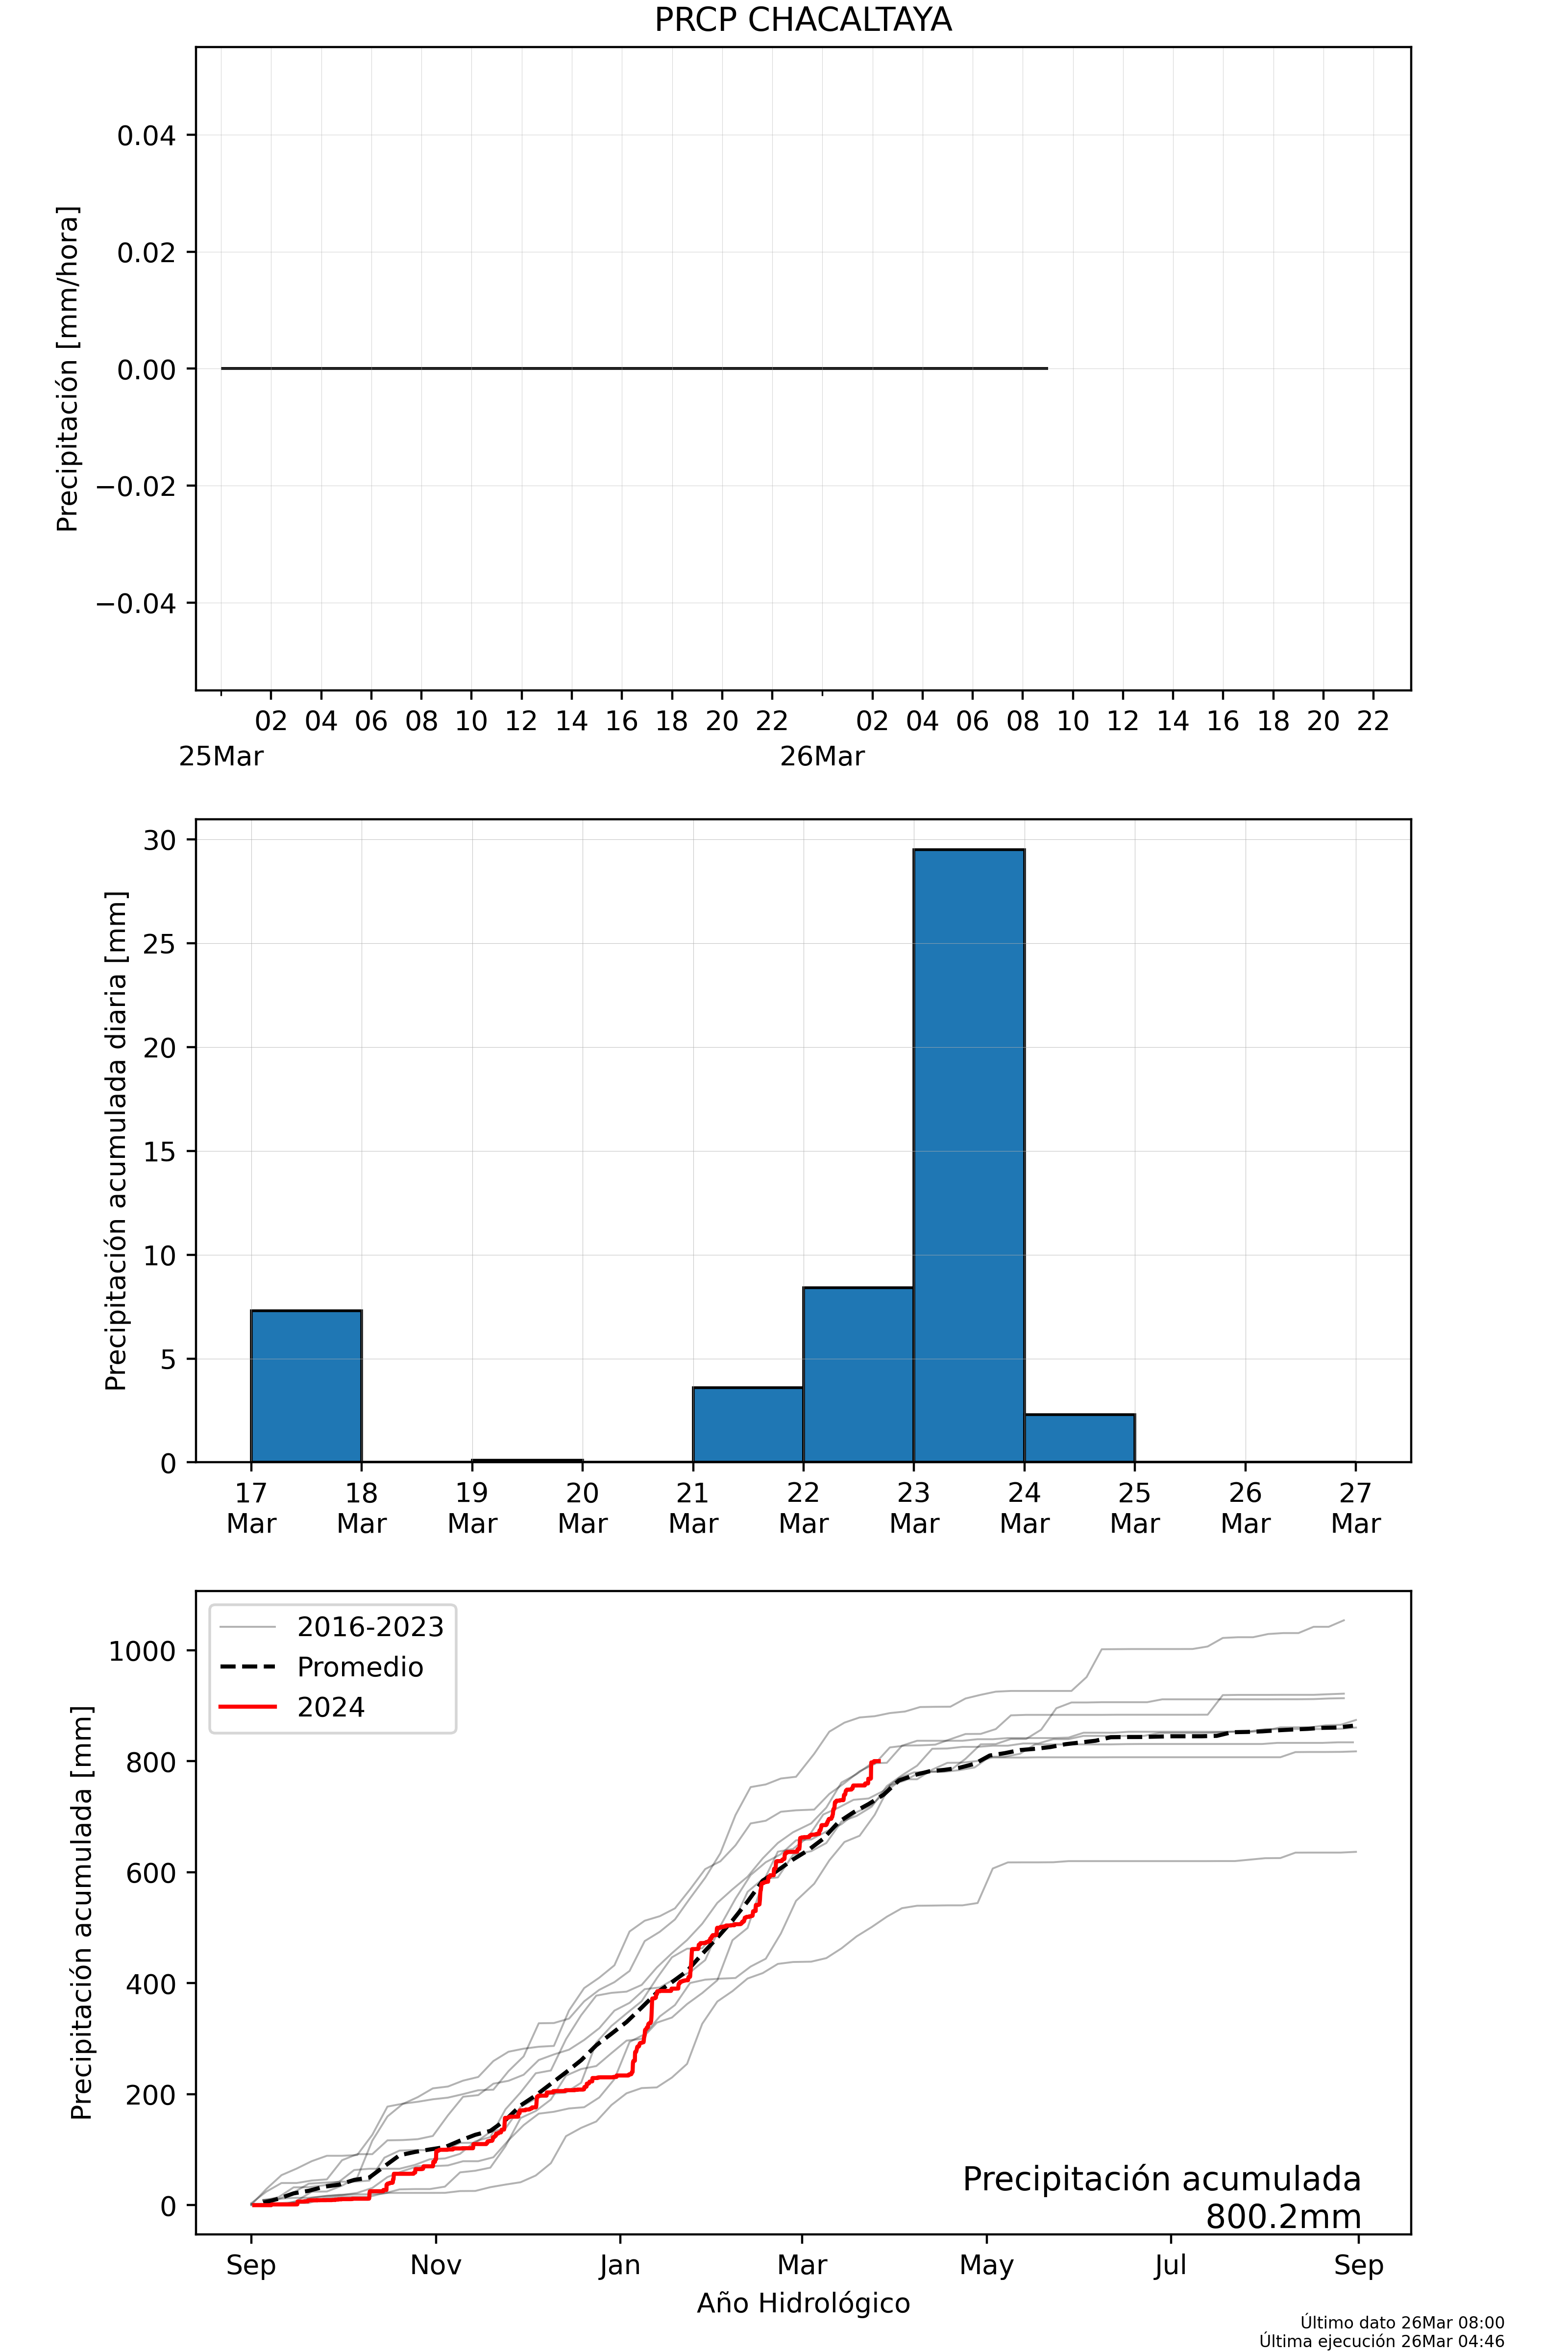 PRCP CHACALTAYA
Precipitación [mm/hora]
0.04
0.02
0.00
−0.02
−0.04
02 04 06 08 10 12 14 16 18 20 22 02 04 06 08 10 12 14 16 18 20 22
25Mar 26Mar
Precipitación acumulada diaria [mm]
30
25
20
15
10
5
0
17 18 19 20 21 22 23 24 25 26 27
Mar Mar Mar Mar Mar Mar Mar Mar Mar Mar Mar
Precipitación acumulada [mm]
1000
800
600
400
200
0
2016-2023
Promedio
2024
Precipitación acumulada
800.2mm
Sep Nov Jan Mar May Jul Sep
Año Hidrológico
Último dato 26Mar 08:00
Última ejecución 26Mar 04:46